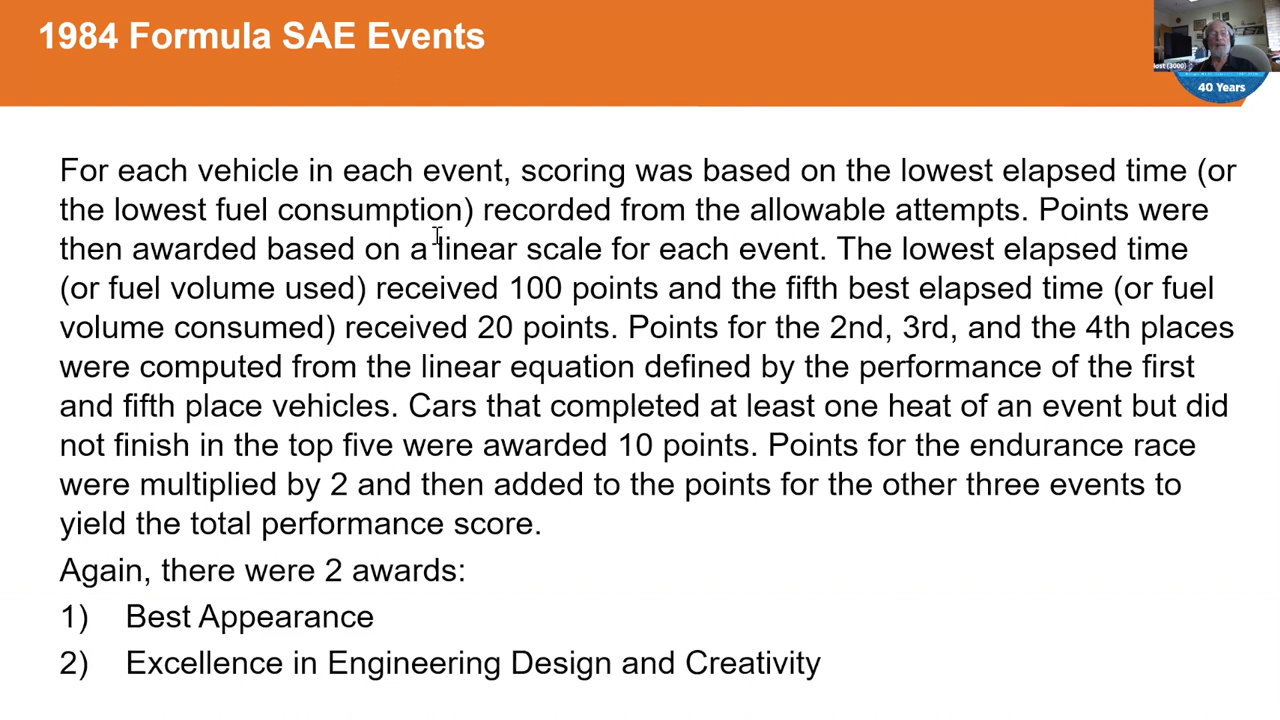 1984 Formula SAE Events
40 Years
For each vehicle in each event, scoring was based on the lowest elapsed time (or
the lowest fuel consumption) recorded from the allowable attempts. Points were
then awarded based on a linear scale for each event. The lowest elapsed time
(or fuel volume used) received 100 points and the fifth best elapsed time (or fuel
volume consumed) received 20 points. Points for the 2nd, 3rd, and the 4th places
were computed from the linear equation defined by the performance of the first
and fifth place vehicles. Cars that completed at least one heat of an event but did
not finish in the top five were awarded 10 points. Points for the endurance race
were multiplied by 2 and then added to the points for the other three events to
yield the total performance score.
Again, there were 2 awards:
1) Best Appearance
2) Excellence in Engineering Design and Creativity